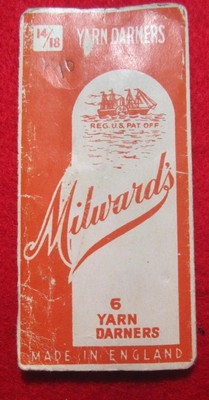 14/18 YARN DARNERS
REG. U.S. PAT. OFF.
Milward's
6
YARN
DARNERS
MADE IN ENGLAND